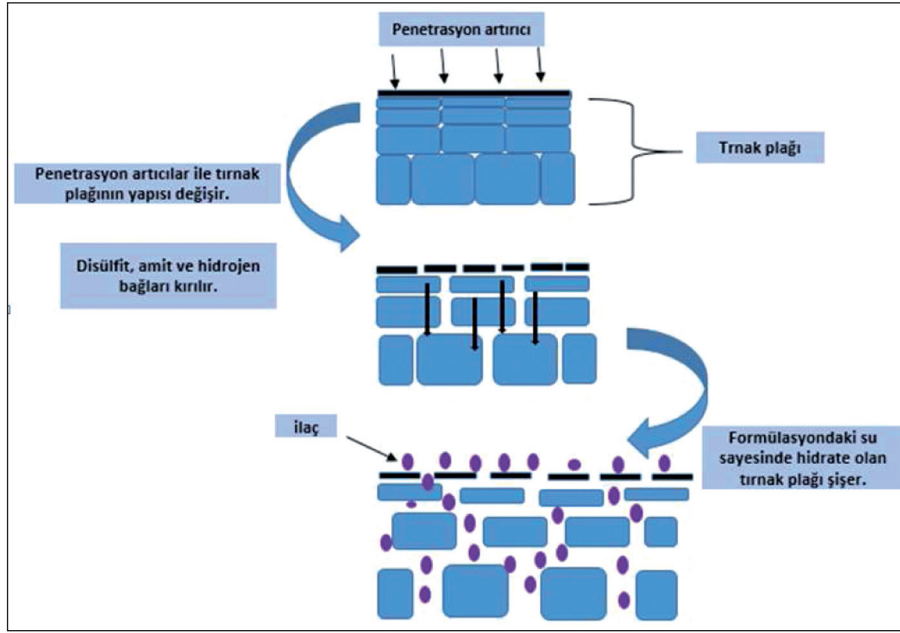 Penetrasyon artırıcı
Trnak plağı
Penetrasyon artıcılar ile tırnak
plağının yapısı değişir.
Disülfit, amit ve hidrojen
bağları kırılır.
ilaç
Formülasyondaki su
sayesinde hidrate olan
tırnak plağı şişer.